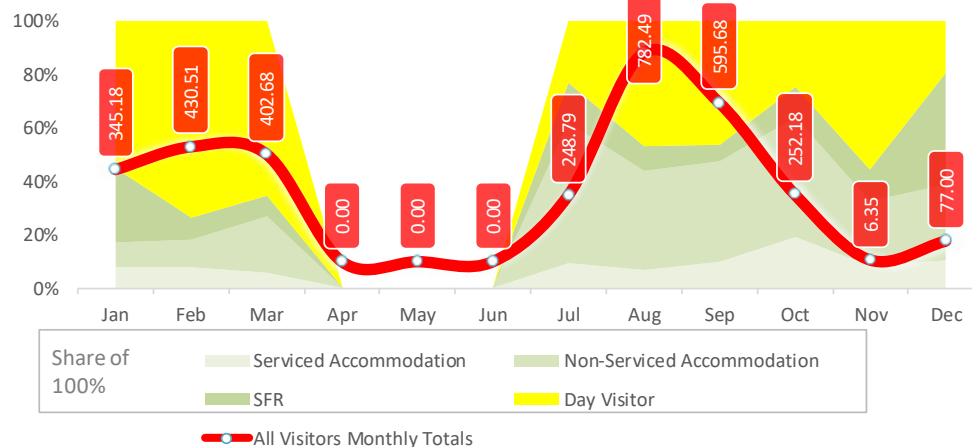 100%
80%
60%
40%
20%
0%
345.18
430.51
402.68
0.00
0.00
0.00
248.79
782.49
595.68
252.18
6.35
77.00
Jan Feb Mar Apr May Jun Jul Aug Sep Oct Nov Dec
Share of
100%
Serviced Accommodation
Non-Serviced Accommodation
SFR
Day Visitor
All Visitors Monthly Totals